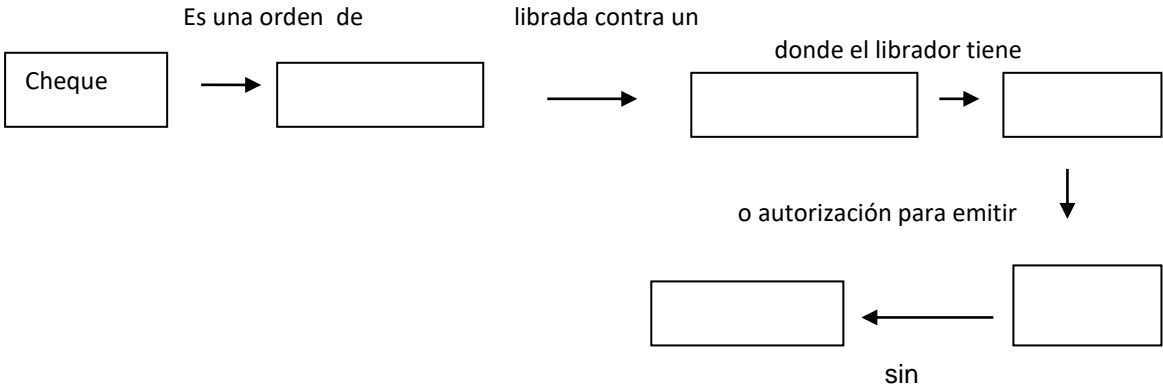 Es una orden de librada contra un
donde el librador tiene
Cheque
o autorización para emitir
sin